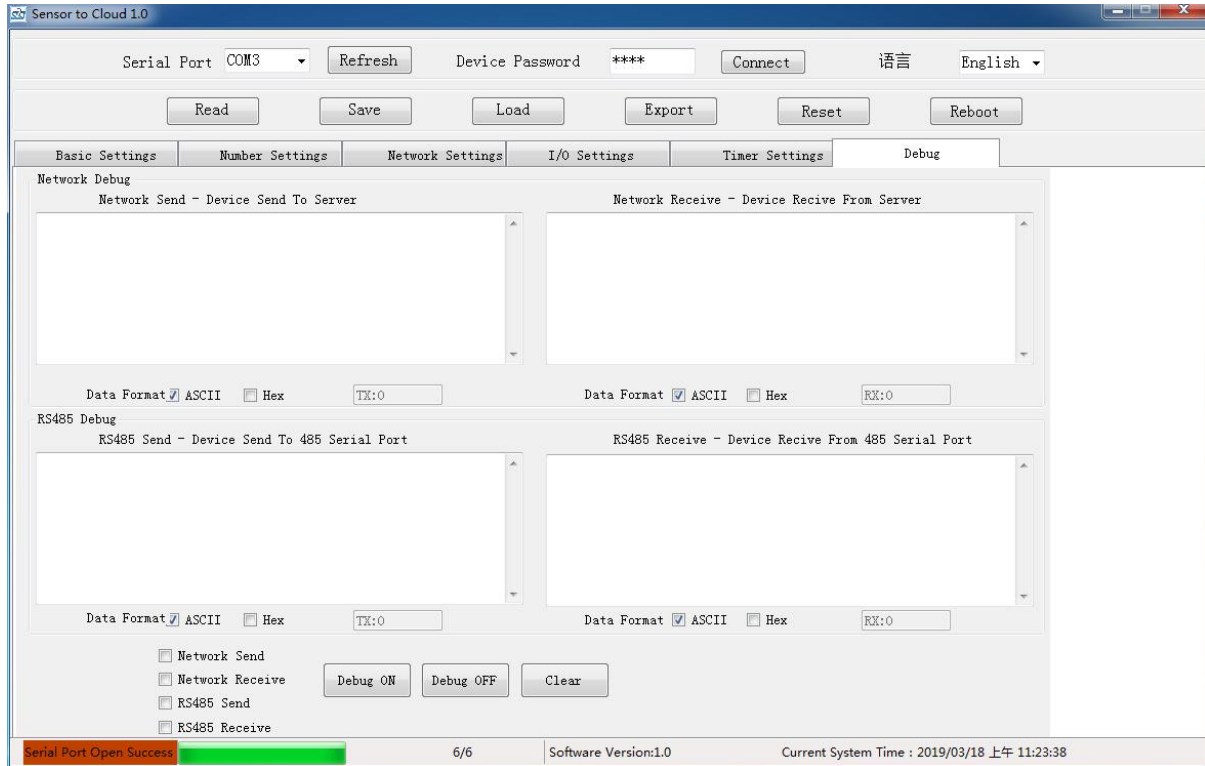 Sensor to Cloud 1.0
Serial Port COM3 Refresh Device Password **** Connect 语言 English
Read Save Load Export Reset Reboot
Basic Settings Number Settings Network Settings I/O Settings Timer Settings Debug
Network Debug
Network Send - Device Send To Server Network Receive - Device Recive From Server
Data Format ASCII Hex TX:0 Data Format ASCII Hex RX:0
RS485 Debug
RS485 Send - Device Send To 485 Serial Port RS485 Receive - Device Recive From 485 Serial Port
Data Format ASCII Hex TX:0 Data Format ASCII Hex RX:0
Network Send
Network Receive Debug ON Debug OFF Clear
RS485 Send
RS485 Receive
Serial Port Open Success 6/6 Software Version:1.0 Current System Time : 2019/03/18 上午 11:23:38